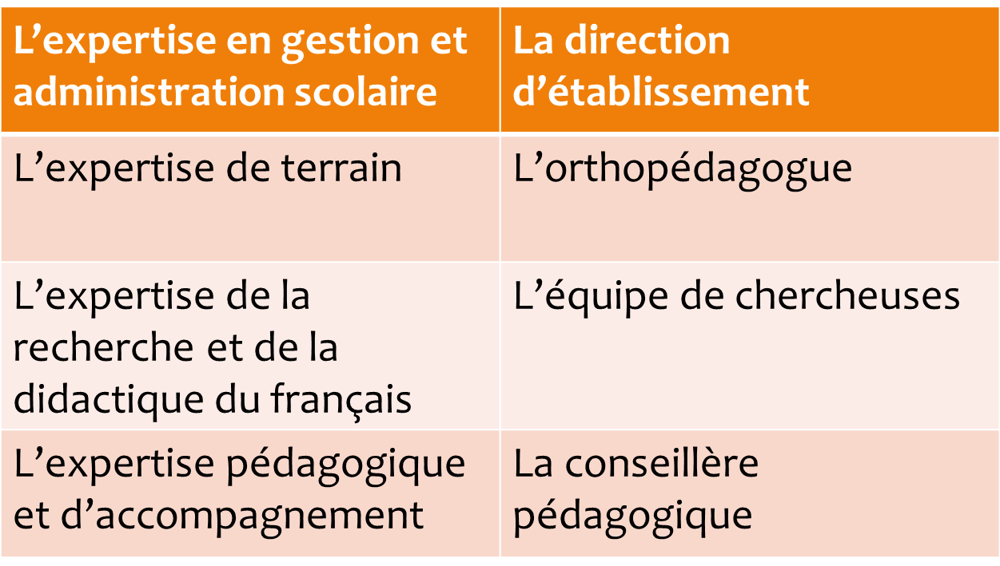 L’expertise en gestion et
administration scolaire
La direction
d’établissement
L’expertise de terrain
L’orthopédagogue
L’expertise de la
recherche et de la
didactique du français
L’équipe de chercheuses
L’expertise pédagogique
et d’accompagnement
La conseillère
pédagogique